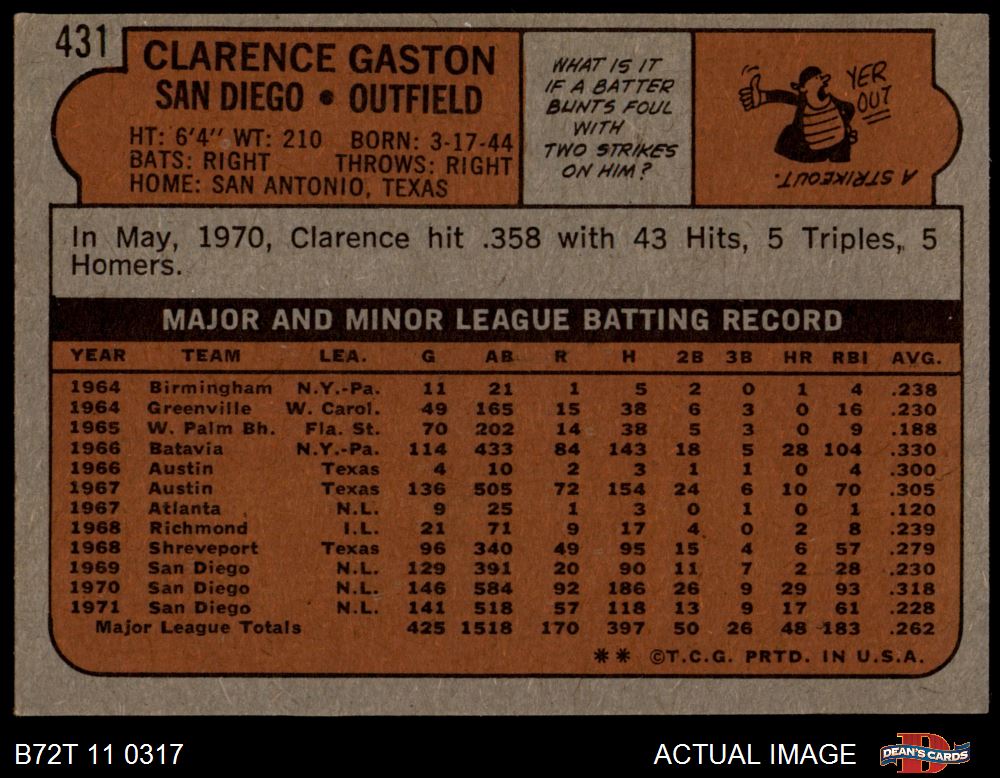 431
CLARENCE GASTON
SAN DIEGO • OUTFIELD
HT: 6'4" WT: 210 BORN: 3-17-44
BATS: RIGHT THROWS: RIGHT
HOME: SAN ANTONIO, TEXAS
WHAT IS IT
IF A BATTER
BUNTS FOUL
WITH
TWO STRIKES
ON HIM?
YER
OUT
A STRIKEOUT.
In May, 1970, Clarence hit .358 with 43 Hits, 5 Triples, 5
Homers.
MAJOR AND MINOR LEAGUE BATTING RECORD
YEAR TEAM LEA. G AB R H 2B 3B HR RBI AVG.
1964 Birmingham N.Y.-Pa. 11 21 1 5 2 0 1 4 .238
1964 Greenville W. Carol. 49 165 15 38 6 3 0 16 .230
1965 W. Palm Bh. Fla. St. 70 202 14 38 5 3 0 9 .188
1966 Batavia N.Y.-Pa. 114 433 84 143 18 5 28 104 .330
1966 Austin Texas 4 10 2 3 1 1 0 4 .300
1967 Austin Texas 136 505 72 154 24 6 10 70 .305
1967 Atlanta N.L. 9 25 1 3 0 1 0 1 .120
1968 Richmond I.L. 21 71 9 17 4 0 2 8 .239
1968 Shreveport Texas 96 340 49 95 15 4 6 57 .279
1969 San Diego N.L. 129 391 20 90 11 7 2 28 .230
1970 San Diego N.L. 146 584 92 186 26 9 29 93 .318
1971 San Diego N.L. 141 518 57 118 13 9 17 61 .228
Major League Totals 425 1518 170 397 50 26 48 183 .262
** ©T.C.G. PRTD. IN U.S.A.
B72T 11 0317 ACTUAL IMAGE
DEAN'S CARDS